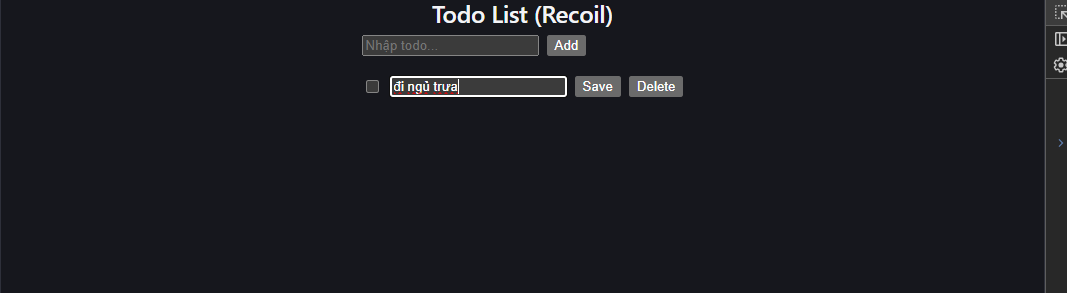 Todo List (Recoil)
Nhập todo... Add
đi ngủ trưa Save Delete